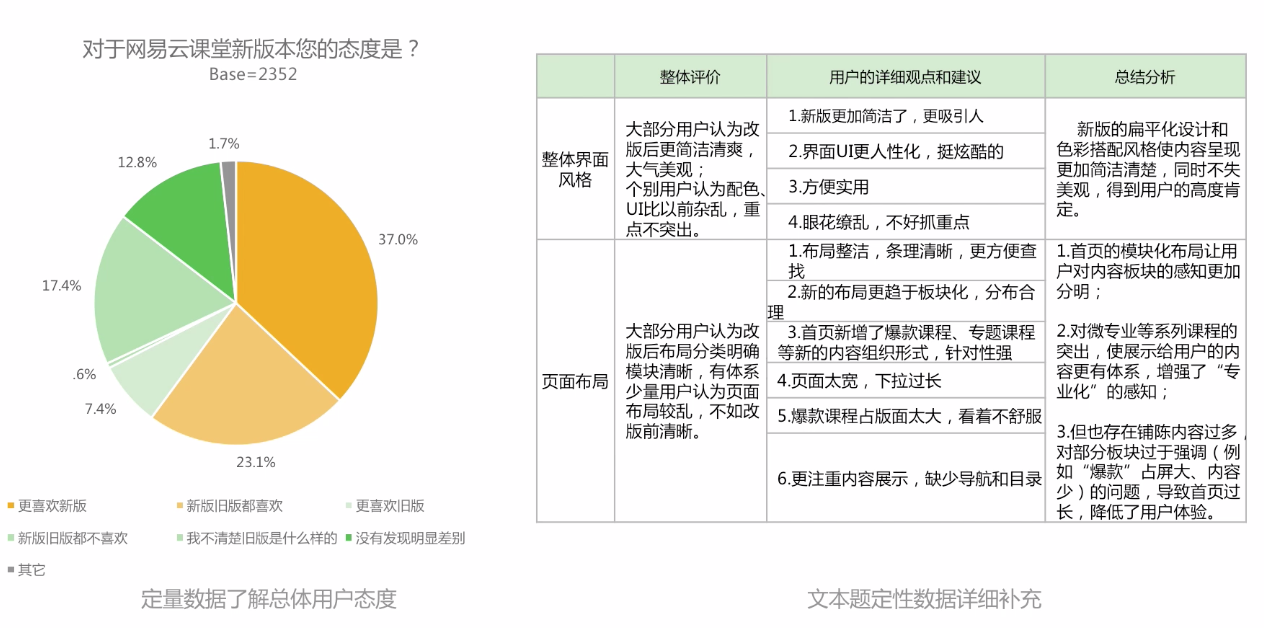 对于网易云课堂新版本您的态度是？
Base=2352
1.7%
12.8%
37.0%
17.4%
.6%
7.4%
23.1%
更喜欢新版
新版旧版都喜欢
更喜欢旧版
新版旧版都不喜欢
我不清楚旧版是什么样的
没有发现明显差别
其它
定量数据了解总体用户态度
整体评价
用户的详细观点和建议
总结分析
整体界面
风格
大部分用户认为改
版后更简洁清爽，
大气美观；
个别用户认为配色、
UI比以前杂乱，重
点不突出。
1.新版更加简洁了，更吸引人
2.界面UI更人性化，挺炫酷的
3.方便实用
4.眼花缭乱，不好抓重点
新版的扁平化设计和
色彩搭配风格使内容呈现
更加简洁清楚，同时不失
美观，得到用户的高度肯
定。
页面布局
大部分用户认为改
版后布局分类明确
模块清晰，有体系
少量用户认为页面
布局较乱，不如改
版前清晰。
1.布局整洁，条理清晰，更方便查
找
2.新的布局更趋于板块化，分布合
理
3.首页新增了爆款课程、专题课程
等新的内容组织形式，针对性强
4.页面太宽，下拉过长
5.爆款课程占版面太大，看着不舒服
6.更注重内容展示，缺少导航和目录
1.首页的模块化布局让用
户对内容板块的感知更加
分明；
2.对微专业等系列课程的
突出，使展示给用户的内
容更有体系，增强了“专
业化”的感知；
3.但也存在铺陈内容过多，
对部分板块过于强调（例
如“爆款”占屏大、内容
少）的问题，导致首页过
长，降低了用户体验。
文本题定性数据详细补充